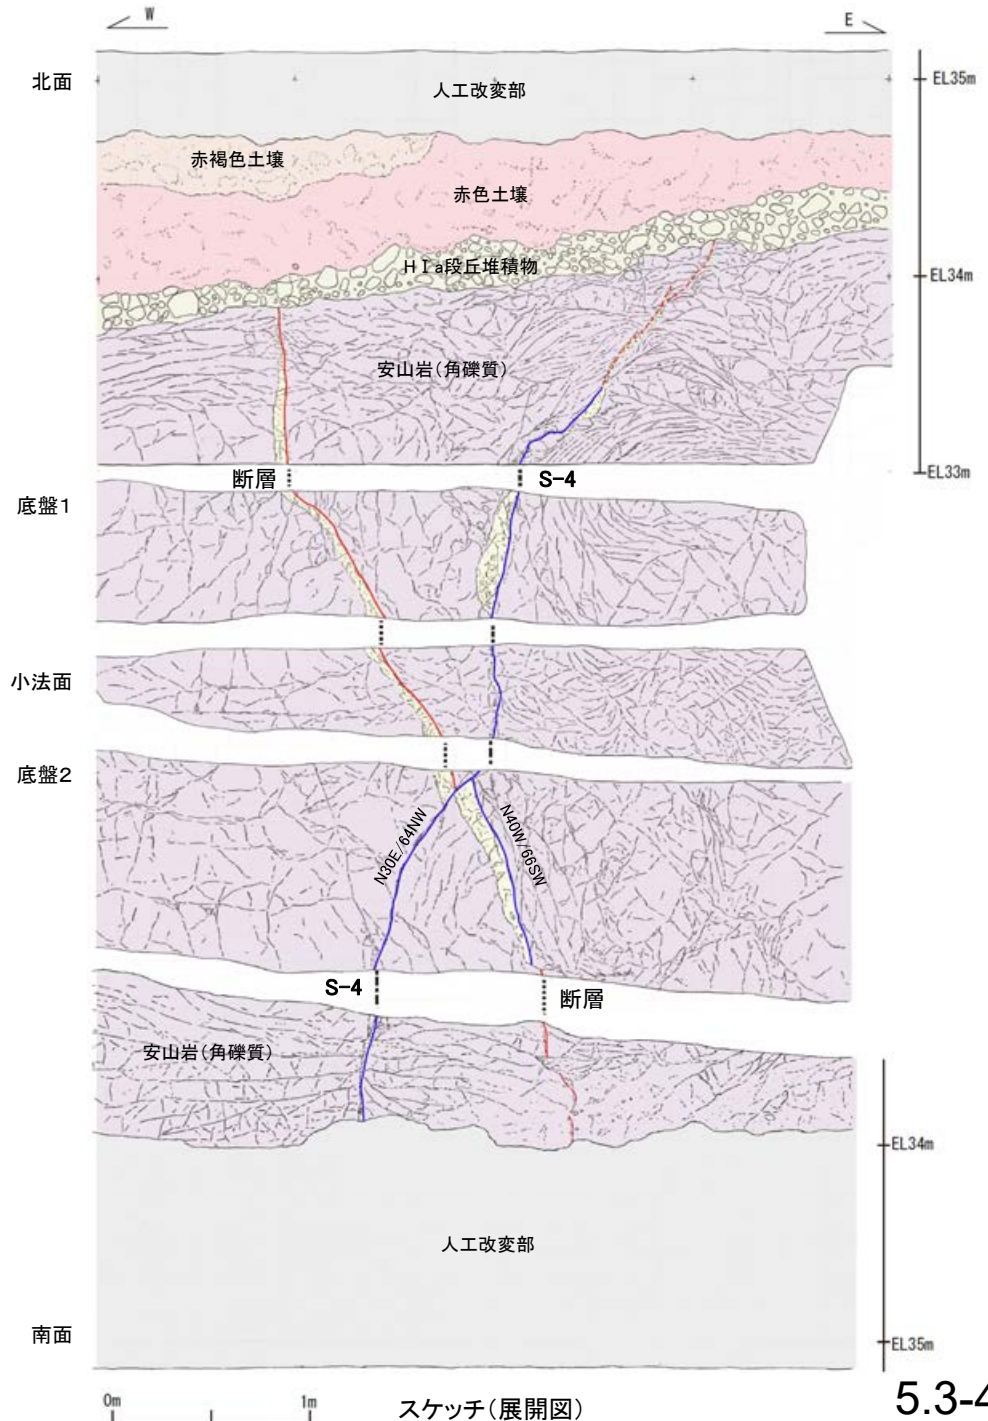 W
E
北面
EL35m
人工改変部
赤褐色土壌
赤色土壌
HⅠa段丘堆積物
EL34m
安山岩(角礫質)
断層
S-4
EL33m
底盤1
小法面
底盤2
N30E/64NW
N40W/66SW
S-4
断層
安山岩(角礫質)
EL34m
人工改変部
南面
EL35m
0m
1m
スケッチ(展開図)
5.3-4